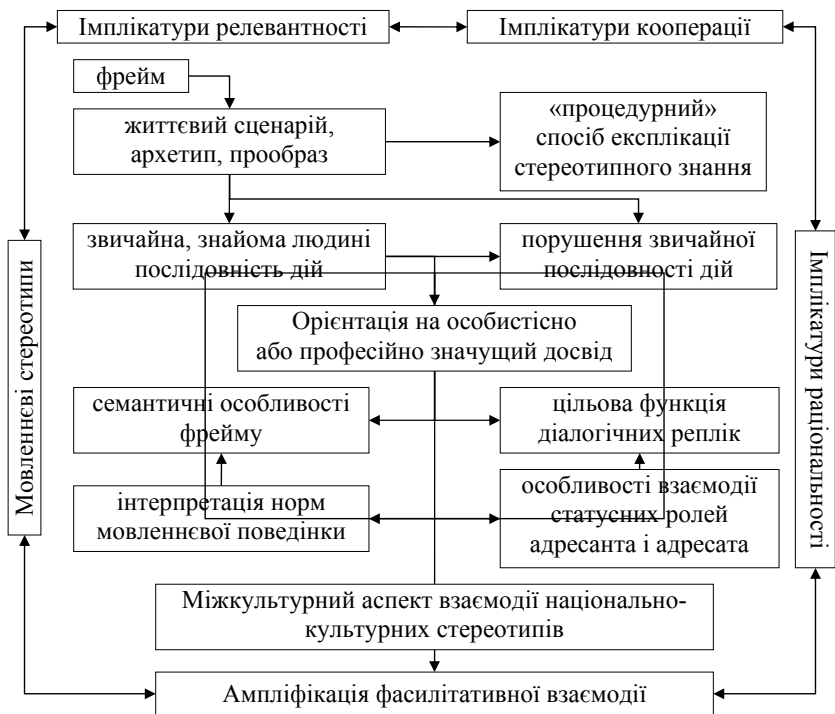 Імплікатури релевантності
Імплікатури кооперації
фрейм
життєвий сценарій,
архетип, прообраз
«процедурний»
спосіб експлікації
стереотипного знання
звичайна, знайома людині
послідовність дій
порушення звичайної
послідовності дій
Мовленнєві стереотипи
Імплікатури раціональності
Орієнтація на особистісно
або професійно значущий досвід
семантичні особливості
фрейму
цільова функція
діалогічних реплік
інтерпретація норм
мовленнєвої поведінки
особливості взаємодії
статусних ролей
адресанта і адресата
Міжкультурний аспект взаємодії національно-
культурних стереотипів
Ампліфікація фасилітативної взаємодії